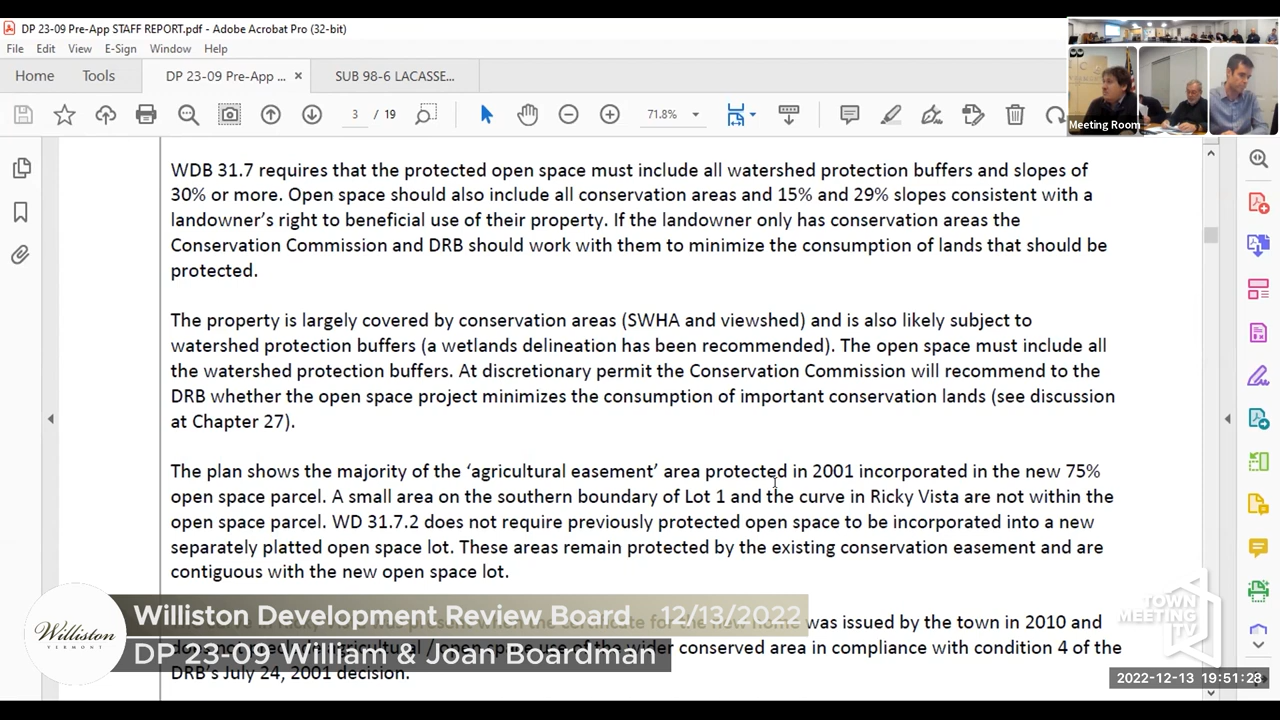 DP 23-09 Pre-App STAFF REPORT.pdf - Adobe Acrobat Pro (32-bit)
File Edit View E-Sign Window Help
Home Tools DP 23-09 Pre-App ... × SUB 98-6 LACASSE...
3 / 19 71.8%
Meeting Room
WDB 31.7 requires that the protected open space must include all watershed protection buffers and slopes of
30% or more. Open space should also include all conservation areas and 15% and 29% slopes consistent with a
landowner's right to beneficial use of their property. If the landowner only has conservation areas the
Conservation Commission and DRB should work with them to minimize the consumption of lands that should be
protected.
The property is largely covered by conservation areas (SWHA and viewshed) and is also likely subject to
watershed protection buffers (a wetlands delineation has been recommended). The open space must include all
the watershed protection buffers. At discretionary permit the Conservation Commission will recommend to the
DRB whether the open space project minimizes the consumption of important conservation lands (see discussion
at Chapter 27).
The plan shows the majority of the 'agricultural easement' area protected in 2001 incorporated in the new 75%
open space parcel. A small area on the southern boundary of Lot 1 and the curve in Ricky Vista are not within the
open space parcel. WD 31.7.2 does not require previously protected open space to be incorporated into a new
separately platted open space lot. These areas remain protected by the existing conservation easement and are
contiguous with the new open space lot.
was issued by the town in 2010 and
conserved area in compliance with condition 4 of the
DRB's July 24, 2001 decision.
Williston Development Review Board 12/13/2022
DP 23-09 William & Joan Boardman
Williston
VERMONT
TOWN
MEETING
TV
2022-12-13 19:51:28